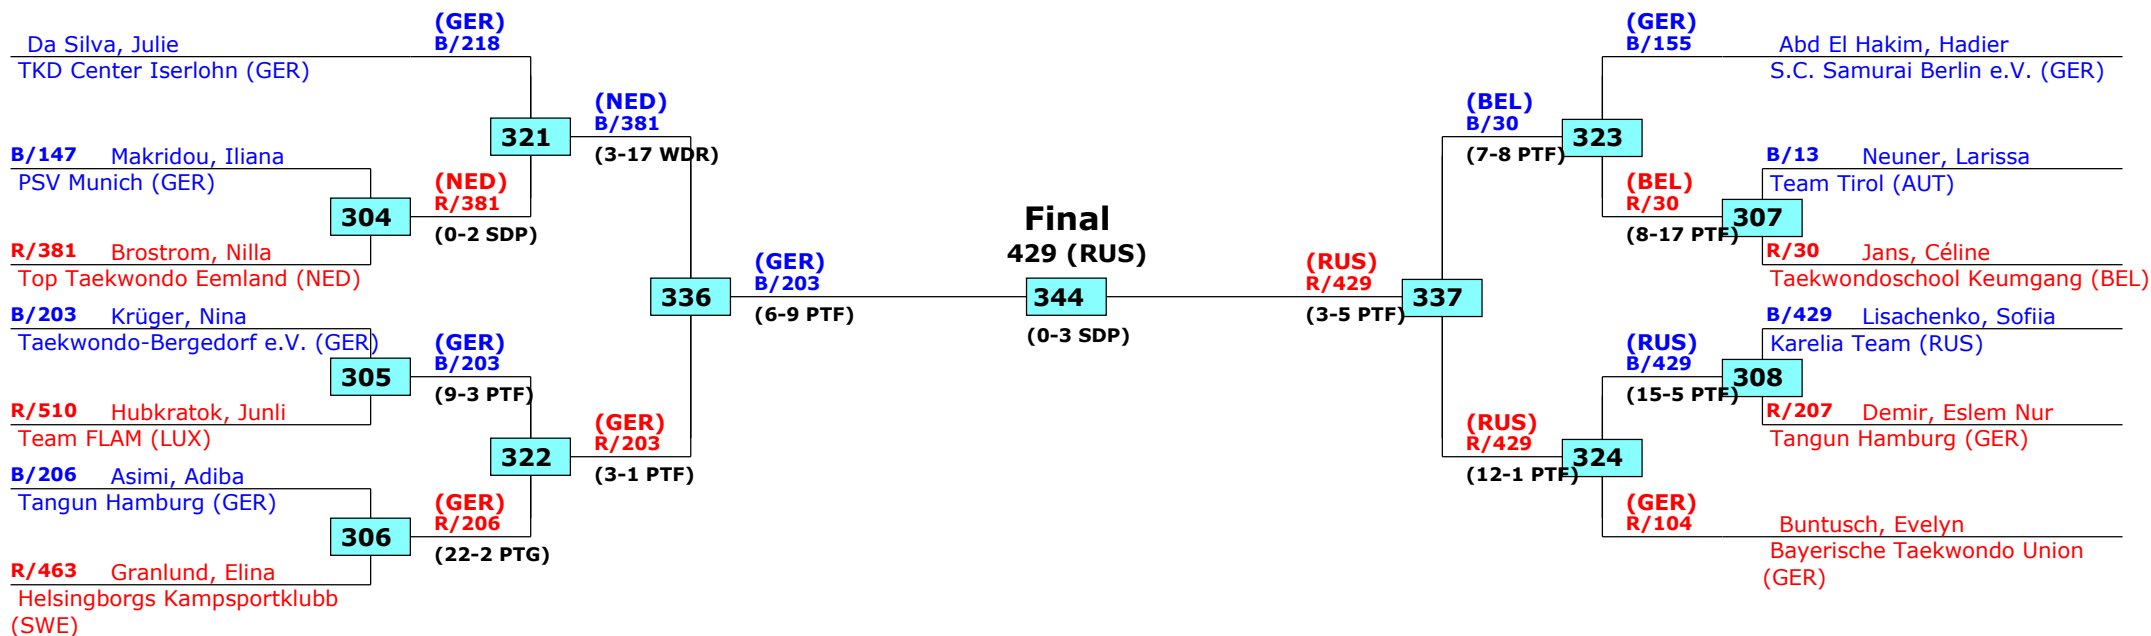 (GER)
B/218
Da Silva, Julie
TKD Center Iserlohn (GER)
B/147 Makridou, Iliana
PSV Munich (GER)
304
R/381 Brostrom, Nilla
Top Taekwondo Eemland (NED)
(NED)
R/381
(0-2 SDP)
321
(NED)
B/381
(3-17 WDR)
B/203 Krüger, Nina
Taekwondo-Bergedorf e.V. (GER)
305
R/510 Hubkratok, Junli
Team FLAM (LUX)
(GER)
B/203
(9-3 PTF)
B/206 Asimi, Adiba
Tangun Hamburg (GER)
306
R/463 Granlund, Elina
Helsingborgs Kampsportklubb
(SWE)
(GER)
R/206
(22-2 PTG)
322
(GER)
R/203
(3-1 PTF)
336
(GER)
B/203
(6-9 PTF)
Final
429 (RUS)
344
(0-3 SDP)
(RUS)
R/429
(3-5 PTF)
337
(BEL)
B/30
(7-8 PTF)
323
(GER)
B/155
Abd El Hakim, Hadier
S.C. Samurai Berlin e.V. (GER)
(BEL)
R/30
(8-17 PTF)
307
B/13 Neuner, Larissa
Team Tirol (AUT)
R/30 Jans, Céline
Taekwondoschool Keumgang (BEL)
(RUS)
R/429
(12-1 PTF)
324
(RUS)
B/429
(15-5 PTF)
308
B/429 Lisachenko, Sofiia
Karelia Team (RUS)
R/207 Demir, Eslem Nur
Tangun Hamburg (GER)
(GER)
R/104
Buntusch, Evelyn
Bayerische Taekwondo Union
(GER)